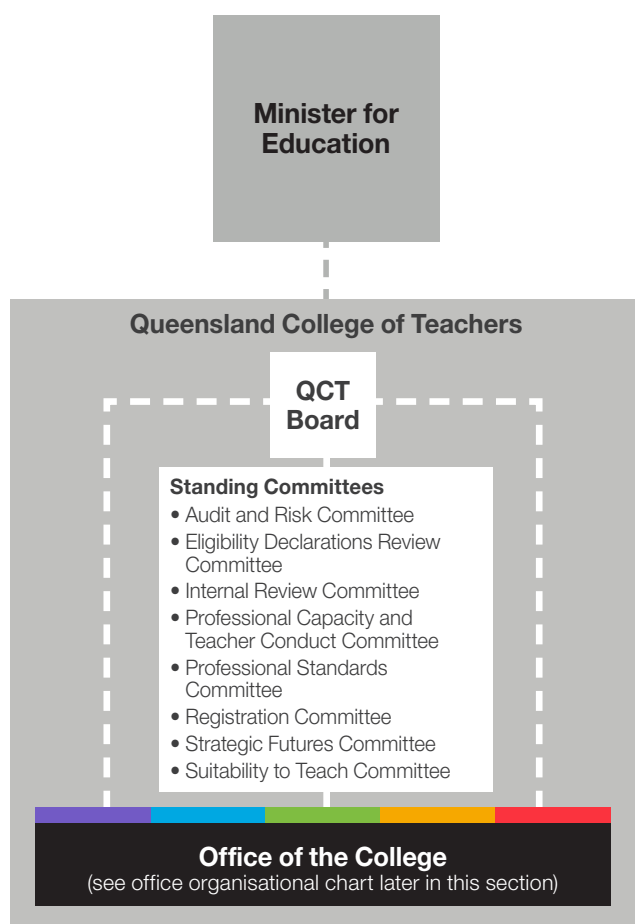 Minister for
Education
Queensland College of Teachers
QCT
Board
Standing Committees
• Audit and Risk Committee
• Eligibility Declarations Review
Committee
• Internal Review Committee
• Professional Capacity and
Teacher Conduct Committee
• Professional Standards
Committee
• Registration Committee
• Strategic Futures Committee
• Suitability to Teach Committee
Office of the College
(see office organisational chart later in this section)